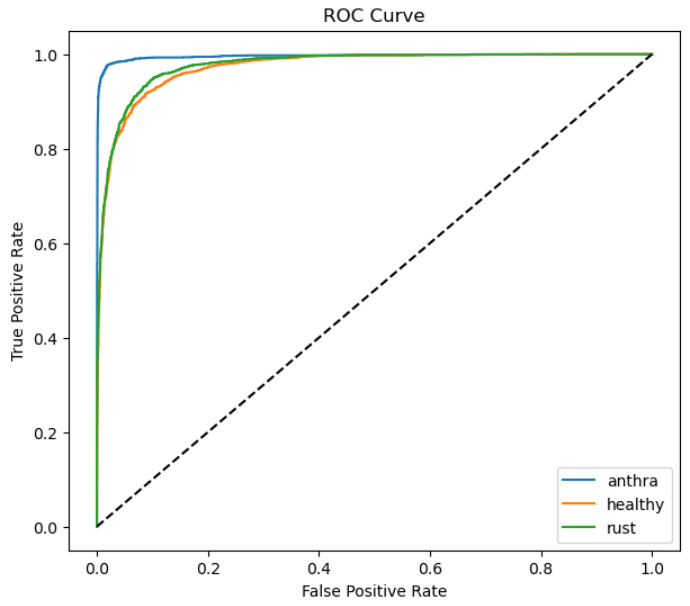 ROC Curve
1.0
0.8
0.6
0.4
0.2
0.0
True Positive Rate
anthra
healthy
rust
0.0 0.2 0.4 0.6 0.8 1.0
False Positive Rate